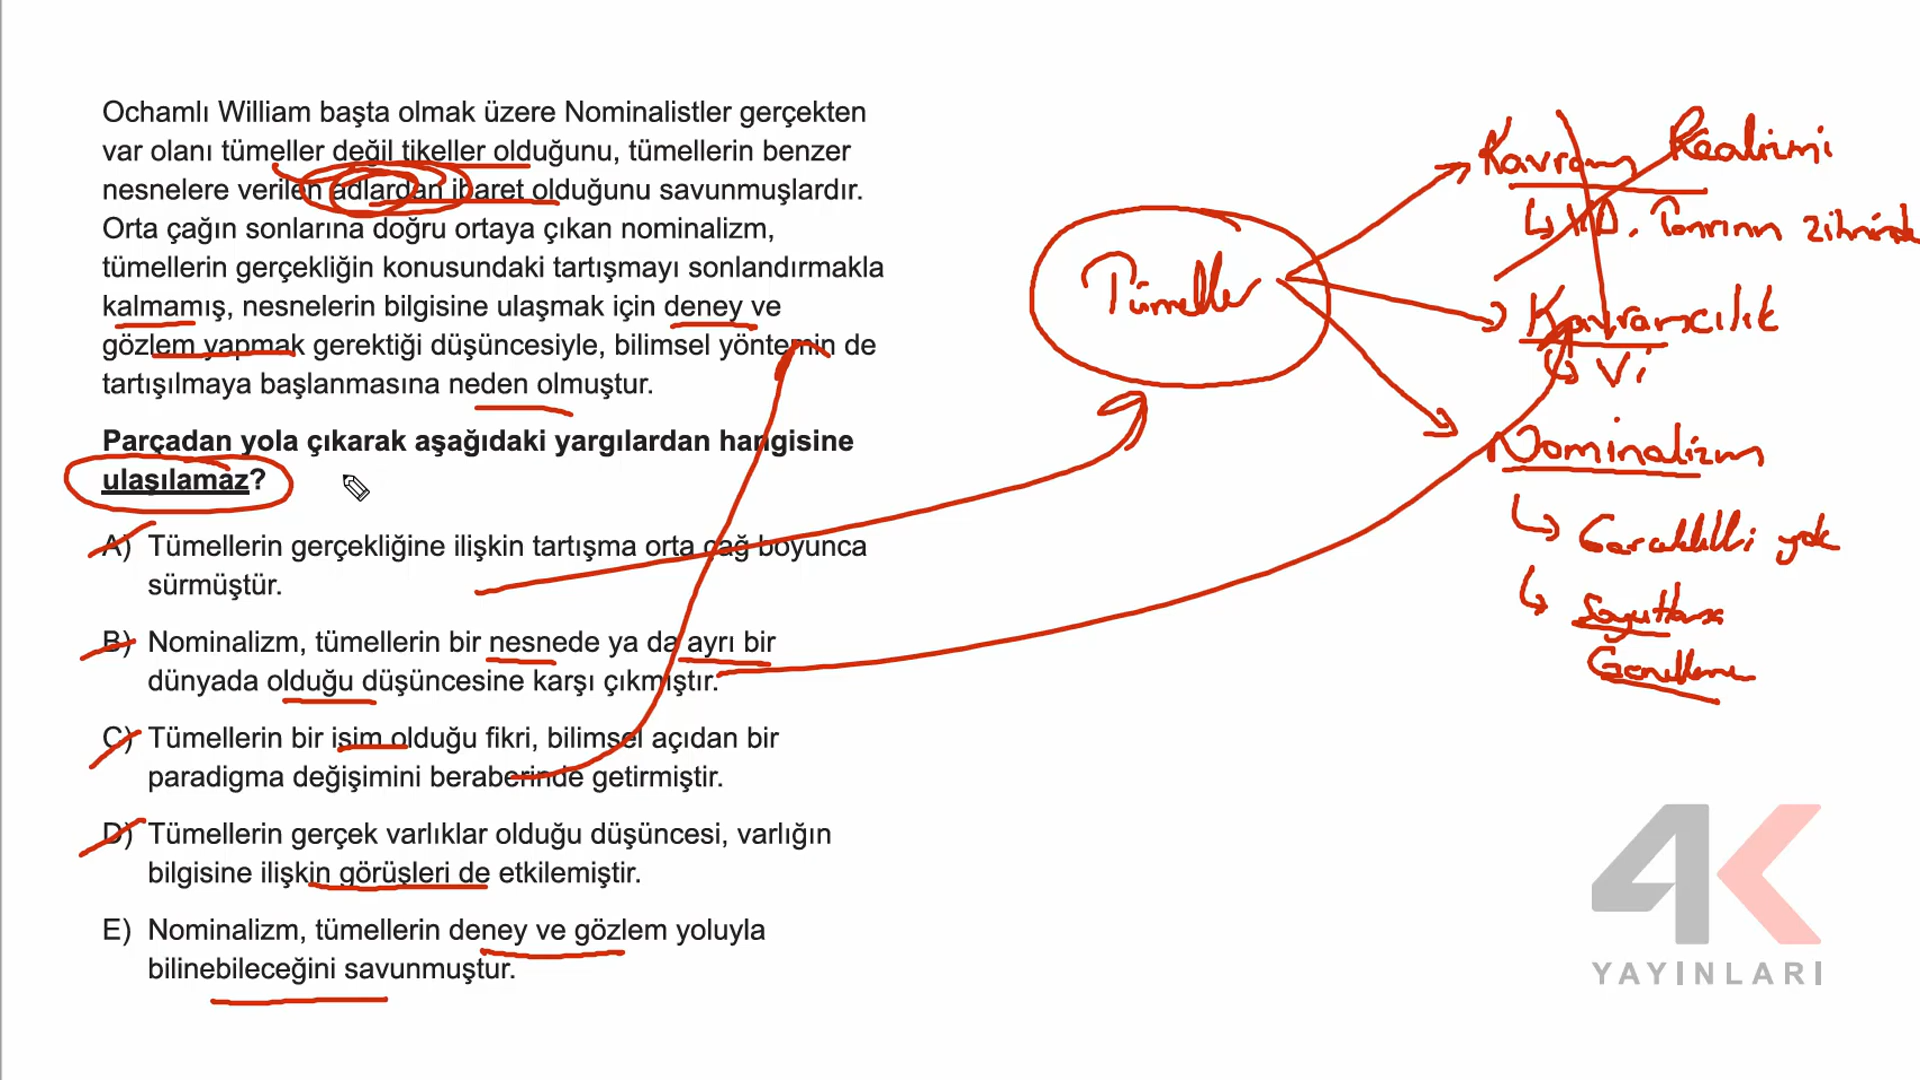 Ochamlı William başta olmak üzere Nominalistler gerçekten
var olanı tümeller değil tikeller olduğunu, tümellerin benzer
nesnelere verilen adlardan ibaret olduğunu savunmuşlardır.
Orta çağın sonlarına doğru ortaya çıkan nominalizm,
tümellerin gerçekliğin konusundaki tartışmayı sonlandırmakla
kalmamış, nesnelerin bilgisine ulaşmak için deney ve
gözlem yapmak gerektiği düşüncesiyle, bilimsel yöntemin de
tartışılmaya başlanmasına neden olmuştur.
Parçadan yola çıkarak aşağıdaki yargılardan hangisine
ulaşılamaz?
A) Tümellerin gerçekliğine ilişkin tartışma orta çağ boyunca
sürmüştür.
B) Nominalizm, tümellerin bir nesnede ya da ayrı bir
dünyada olduğu düşüncesine karşı çıkmıştır.
C) Tümellerin bir isim olduğu fikri, bilimsel açıdan bir
paradigma değişimini beraberinde getirmiştir.
D) Tümellerin gerçek varlıklar olduğu düşüncesi, varlığın
bilgisine ilişkin görüşleri de etkilemiştir.
E) Nominalizm, tümellerin deney ve gözlem yoluyla
bilinebileceğini savunmuştur.
Tümeller
Kavram Realizmi
Tanrının zihninde
Kavramcılık
Vi
Nominalizm
yok
Soyutlama
Genelleme
4K
YAYINLARI